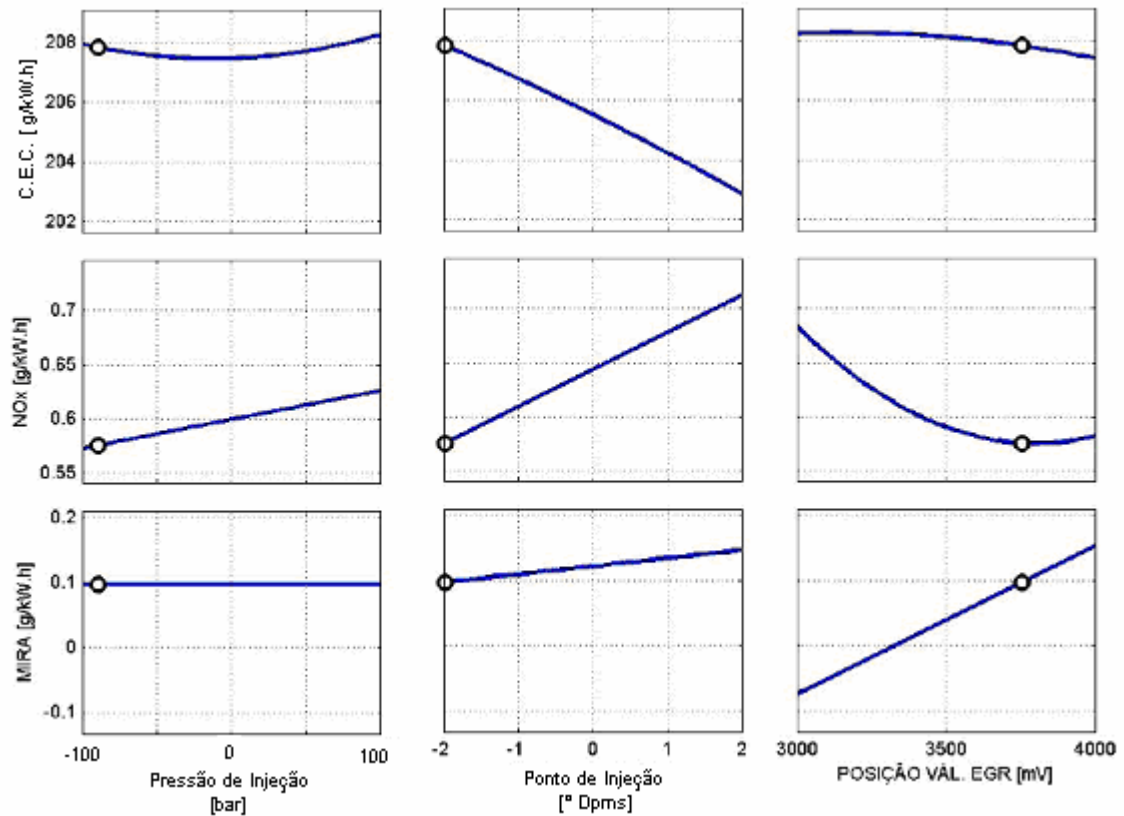 C.E.C. [ g/kW.h]
208
206
204
202
NOx [g/kW.h]
0.7
0.65
0.6
0.55
MIRA [g/kW.h]
0.2
0.1
0
-0.1
-100 0 100
Pressão de Injeção
[bar]
-2 -1 0 1 2
Ponto de Injeção
[° Dpms]
3000 3500 4000
POSIÇÃO VÁL. EGR [mV]